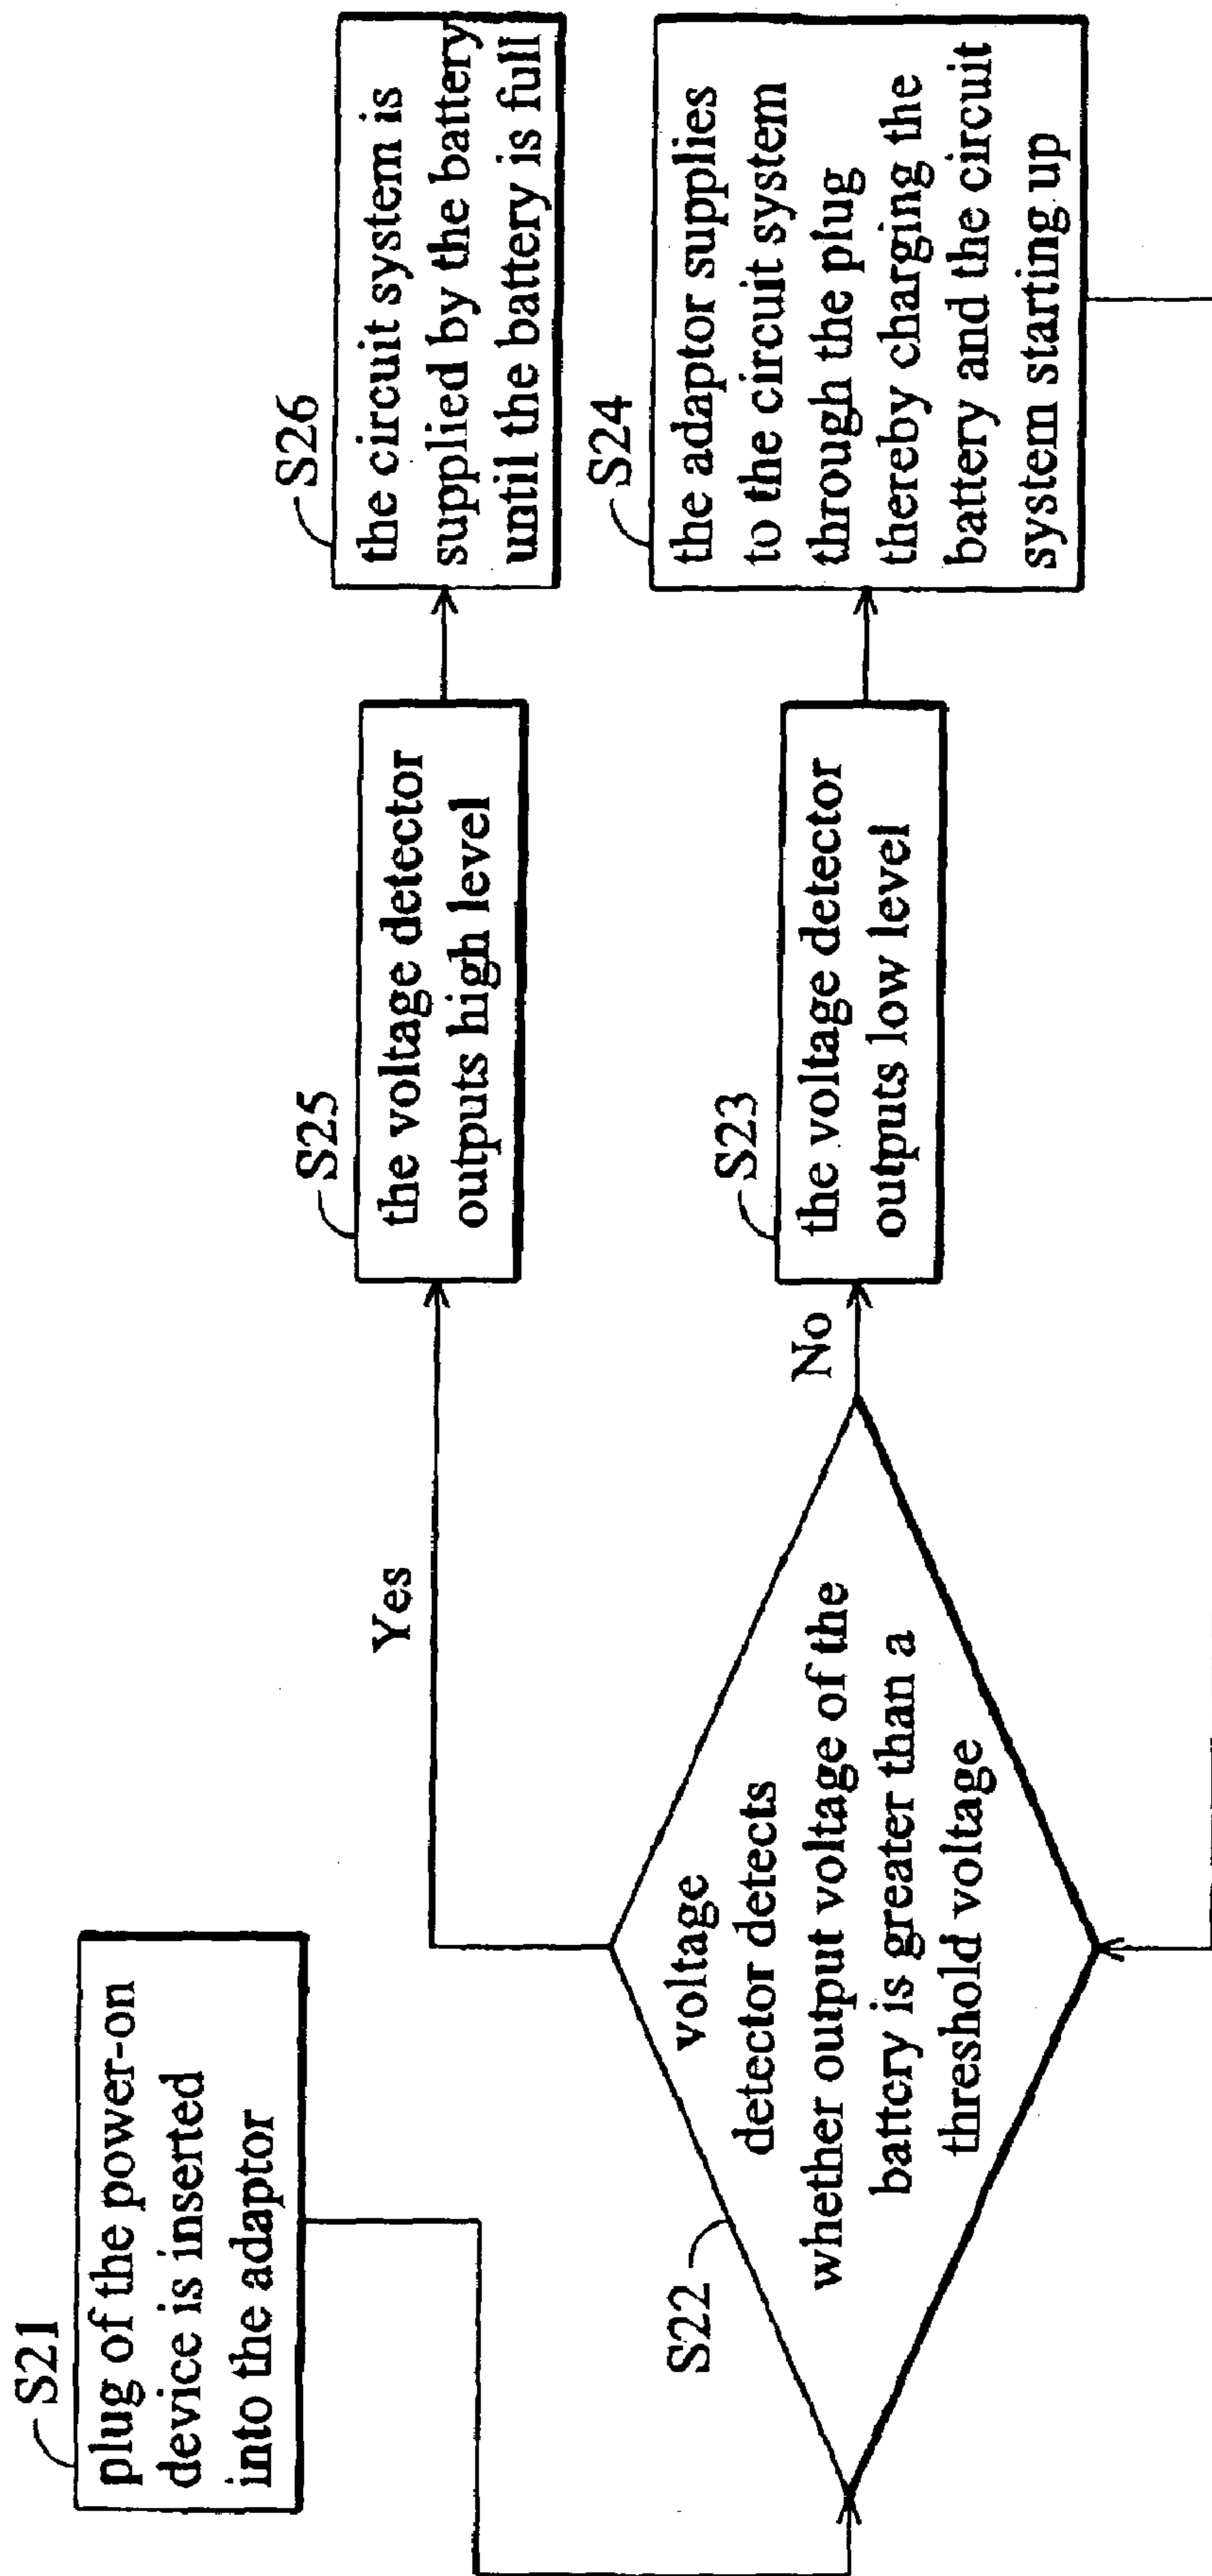 S21
plug of the power-on
device is inserted
into the adaptor
S22
voltage
detector detects
whether output voltage of the
battery is greater than a
threshold voltage
Yes
S25
the voltage detector
outputs high level
S26
the circuit system is
supplied by the battery
until the battery is full
No
S23
the voltage detector
outputs low level
S24
the adaptor supplies
to the circuit system
through the plug
thereby charging the
battery and the circuit
system starting up